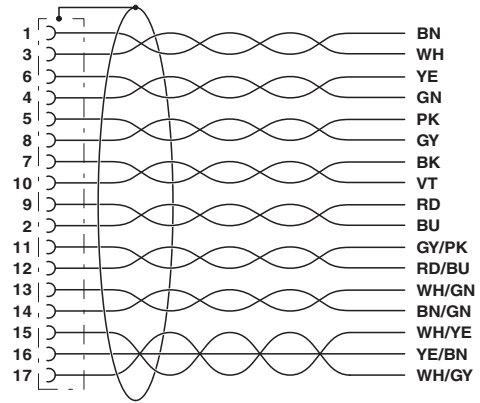 1 BN
3 WH
6 YE
4 GN
5 PK
8 GY
7 BK
10 VT
9 RD
2 BU
11 GY/PK
12 RD/BU
13 WH/GN
14 BN/GN
15 WH/YE
16 YE/BN
17 WH/GY